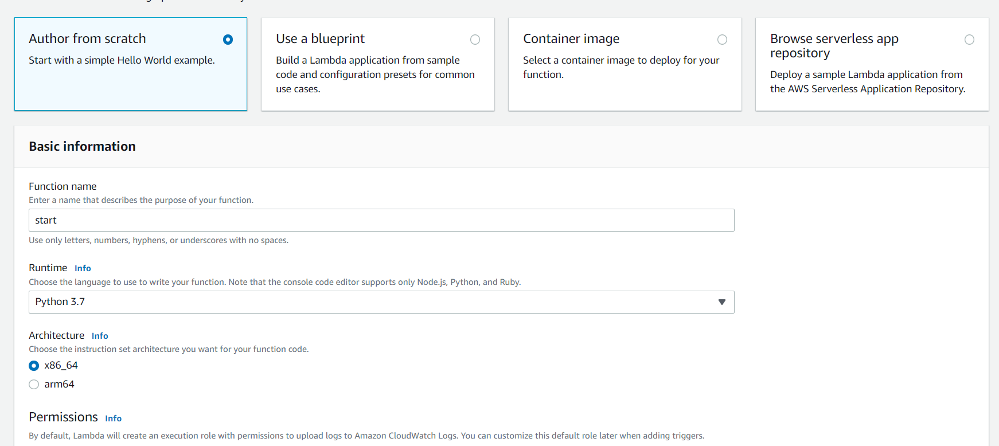 Author from scratch
Start with a simple Hello World example.
Use a blueprint
Build a Lambda application from sample
code and configuration presets for common
use cases.
Container image
Select a container image to deploy for your
function.
Browse serverless app
repository
Deploy a sample Lambda application from
the AWS Serverless Application Repository.
Basic information
Function name
Enter a name that describes the purpose of your function.
start
Use only letters, numbers, hyphens, or underscores with no spaces.
Runtime Info
Choose the language to use to write your function. Note that the console code editor supports only Node.js, Python, and Ruby.
Python 3.7
Architecture Info
Choose the instruction set architecture you want for your function code.
x86_64
arm64
Permissions Info
By default, Lambda will create an execution role with permissions to upload logs to Amazon CloudWatch Logs. You can customize this default role later when adding triggers.